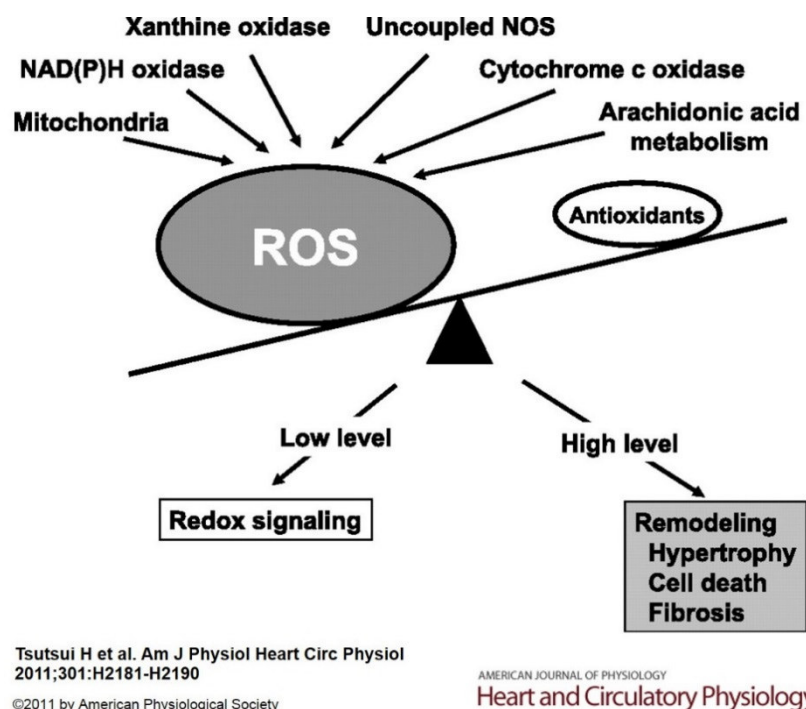 Xanthine oxidase
Uncoupled NOS
NAD(P)H oxidase
Cytochrome c oxidase
Mitochondria
Arachidonic acid
metabolism
Antioxidants
ROS
Low level
High level
Redox signaling
Remodeling
Hypertrophy
Cell death
Fibrosis
Tsutsui H et al. Am J Physiol Heart Circ Physiol
2011;301:H2181-H2190
©2011 by American Physiological Society
AMERICAN JOURNAL OF PHYSIOLOGY
Heart and Circulatory Physiology